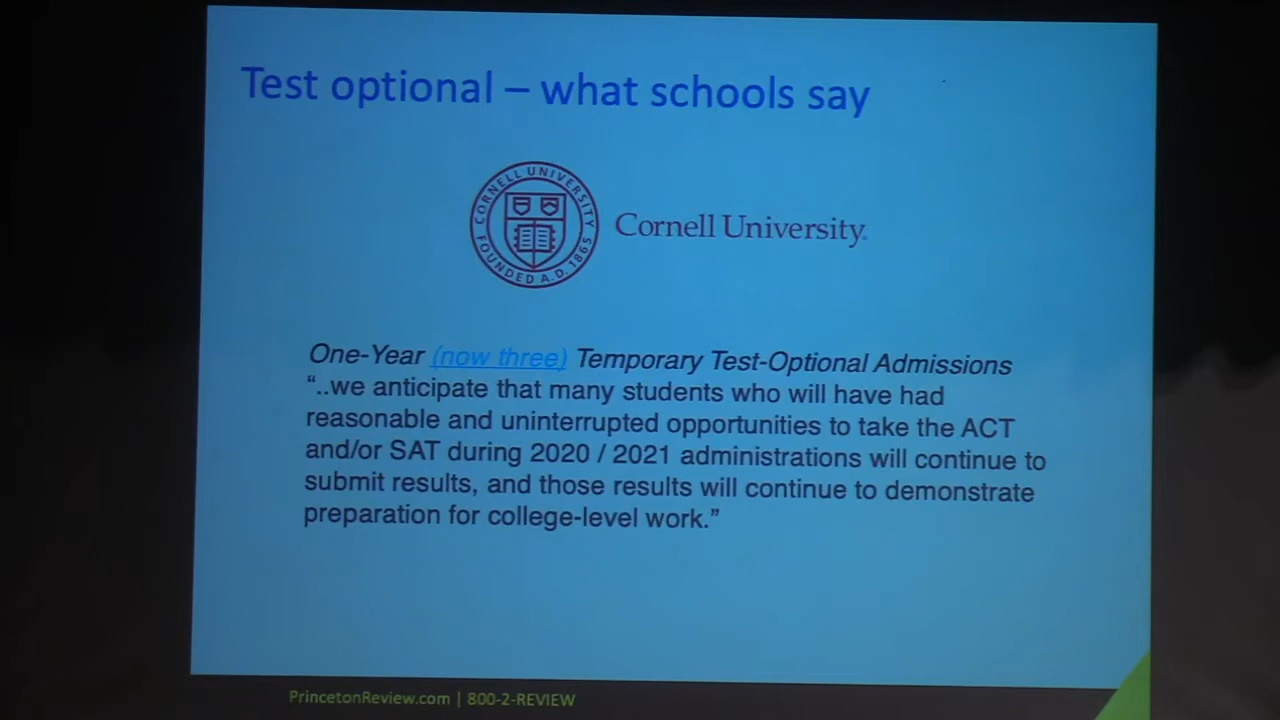 Test optional – what schools say
CORNELL UNIVERSITY
FOUNDED A.D. 1865
Cornell University
One-Year (now three) Temporary Test-Optional Admissions
“..we anticipate that many students who will have had
reasonable and uninterrupted opportunities to take the ACT
and/or SAT during 2020 / 2021 administrations will continue to
submit results, and those results will continue to demonstrate
preparation for college-level work.”
PrincetonReview.com | 800-2-REVIEW